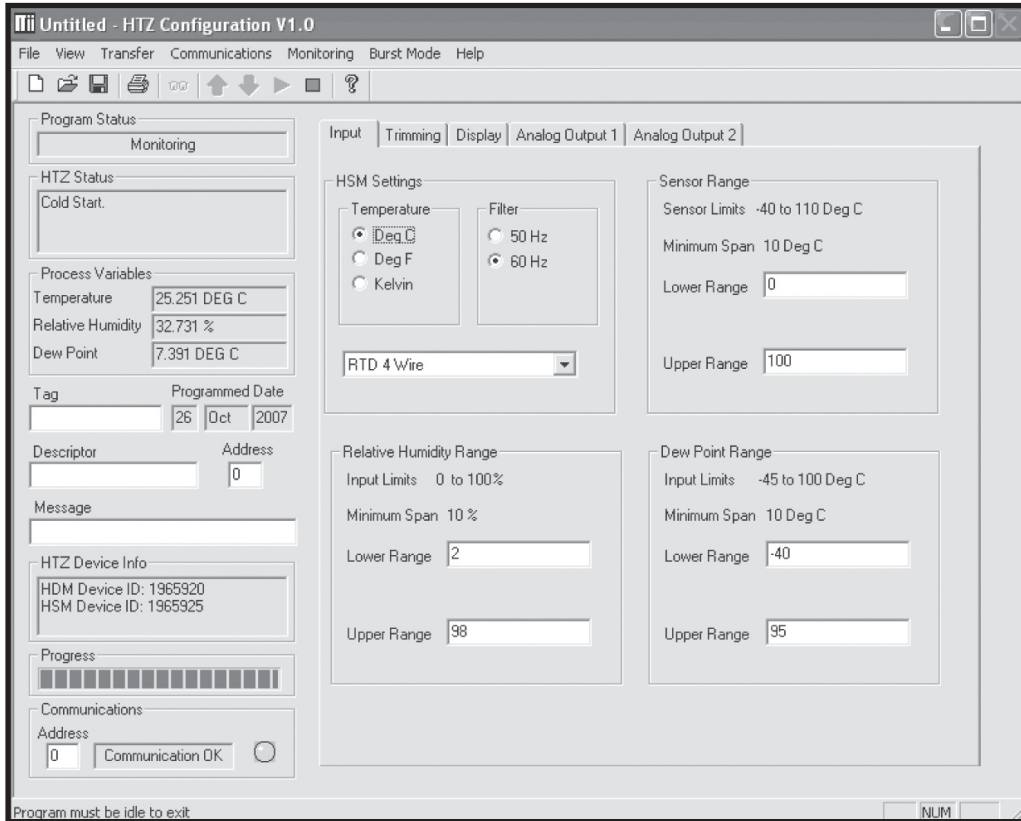 Untitled - HTZ Configuration V1.0
File View Transfer Communications Monitoring Burst Mode Help
Program Status
Monitoring
HTZ Status
Cold Start.
Process Variables
Temperature 25.251 DEG C
Relative Humidity 32.731 %
Dew Point 7.391 DEG C
Tag Programmed Date
26 Oct 2007
Descriptor Address
0
Message
HTZ Device Info
HDM Device ID: 1965920
HSM Device ID: 1965925
Progress
Communications
Address
0 Communication OK
Input Trimming Display Analog Output 1 Analog Output 2
HSM Settings
Temperature
Deg C
Deg F
Kelvin
Filter
50 Hz
60 Hz
RTD 4 Wire
Sensor Range
Sensor Limits -40 to 110 Deg C
Minimum Span 10 Deg C
Lower Range 0
Upper Range 100
Relative Humidity Range
Input Limits 0 to 100%
Minimum Span 10 %
Lower Range 2
Upper Range 98
Dew Point Range
Input Limits -45 to 100 Deg C
Minimum Span 10 Deg C
Lower Range -40
Upper Range 95
Program must be idle to exit
NUM